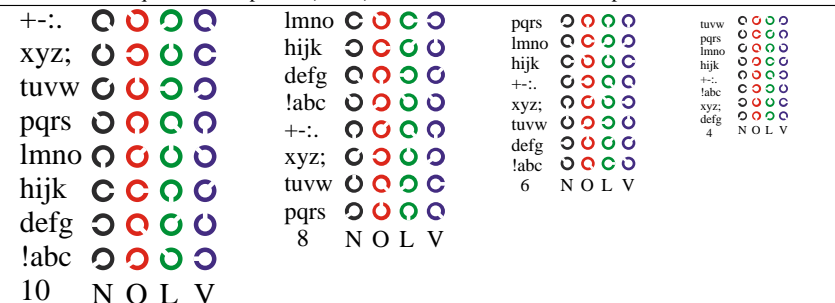 +-:.
xyz;
tuvw
pqrs
lmno
hijk
defg
!abc
10 N O L V
lmno
hijk
defg
!abc
+-:.
xyz;
tuvw
pqrs
8 N O L V
pqrs
lmno
hijk
+-:.
xyz;
tuvw
defg
!abc
6 N O L V
tuvw
pqrs
lmno
hijk
+-:.
!abc
xyz;
defg
4 N O L V